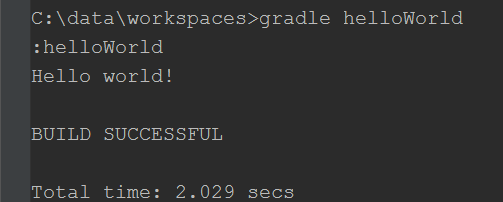 C:\data\workspaces>gradle helloWorld
:helloWorld
Hello world!
BUILD SUCCESSFUL
Total time: 2.029 secs